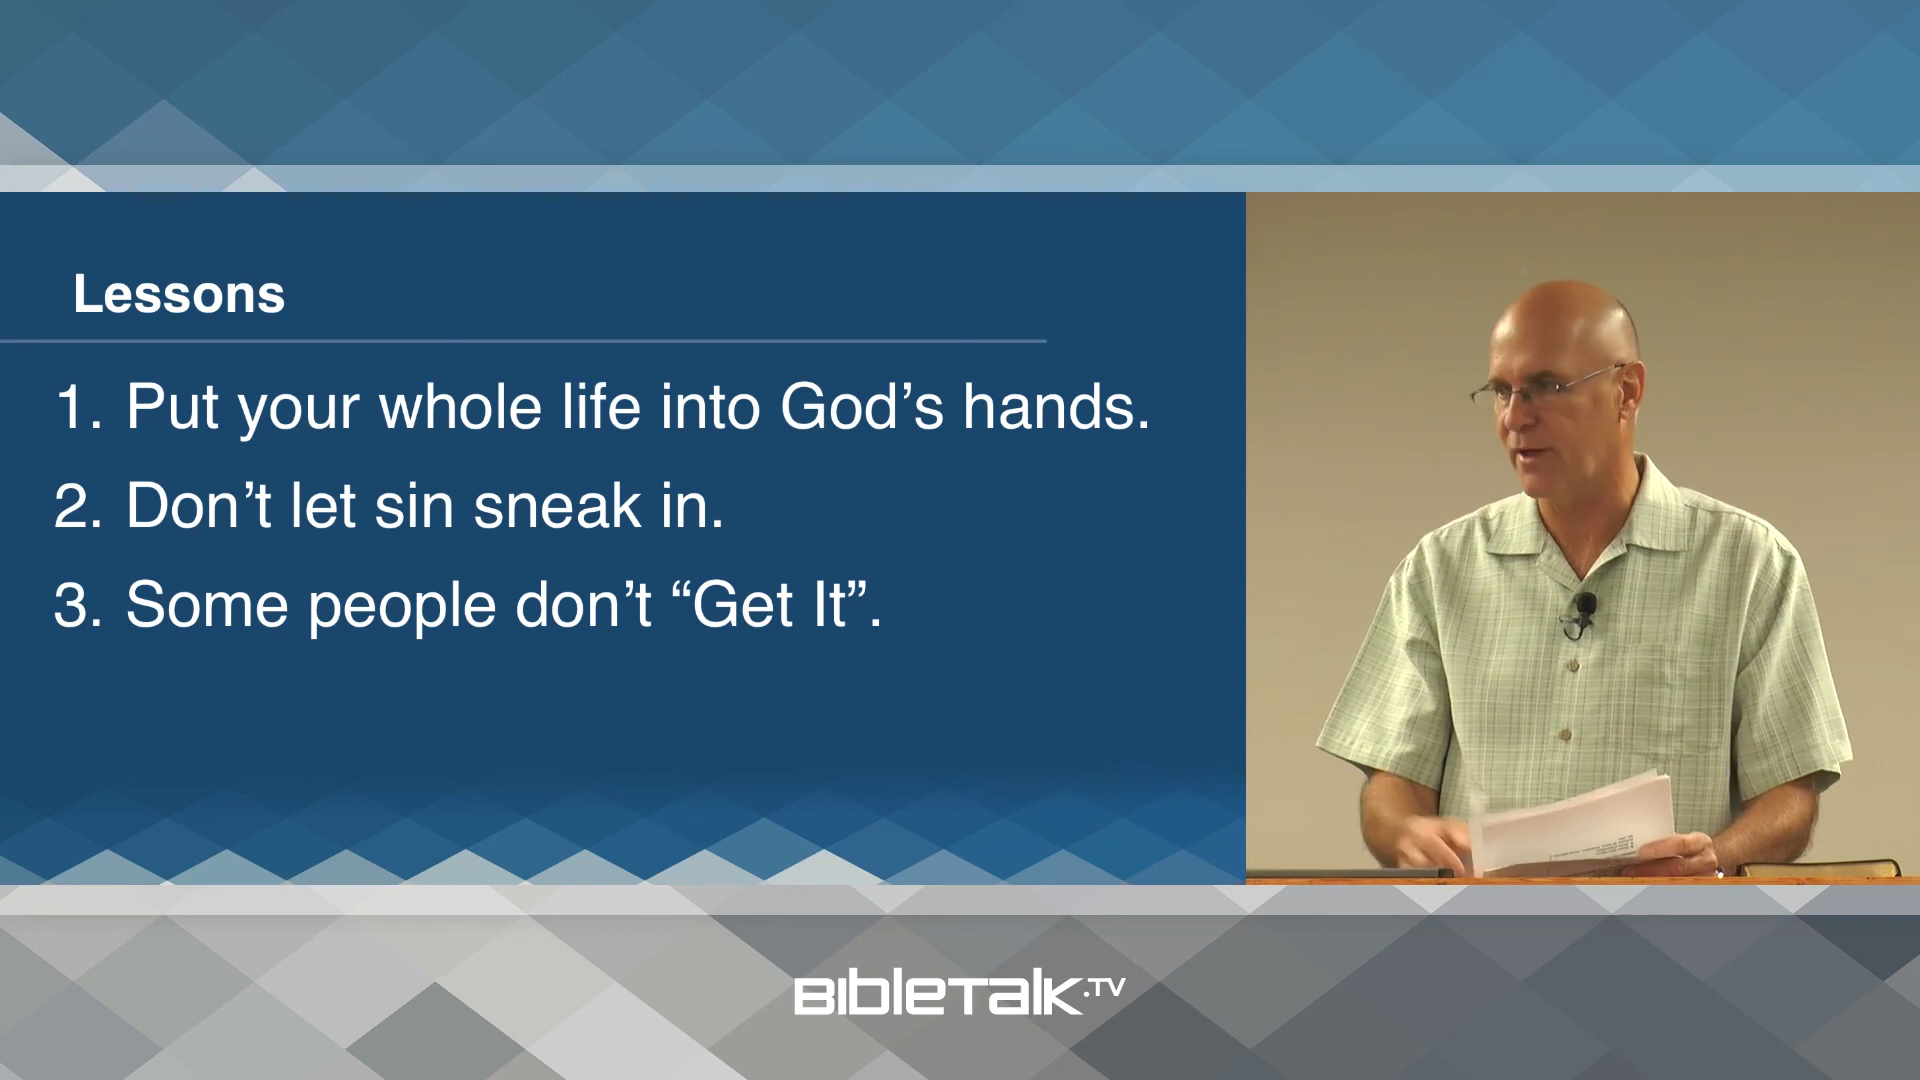 Lessons
1. Put your whole life into God’s hands.
2. Don’t let sin sneak in.
3. Some people don’t “Get It”.
BIBLETALK.TV